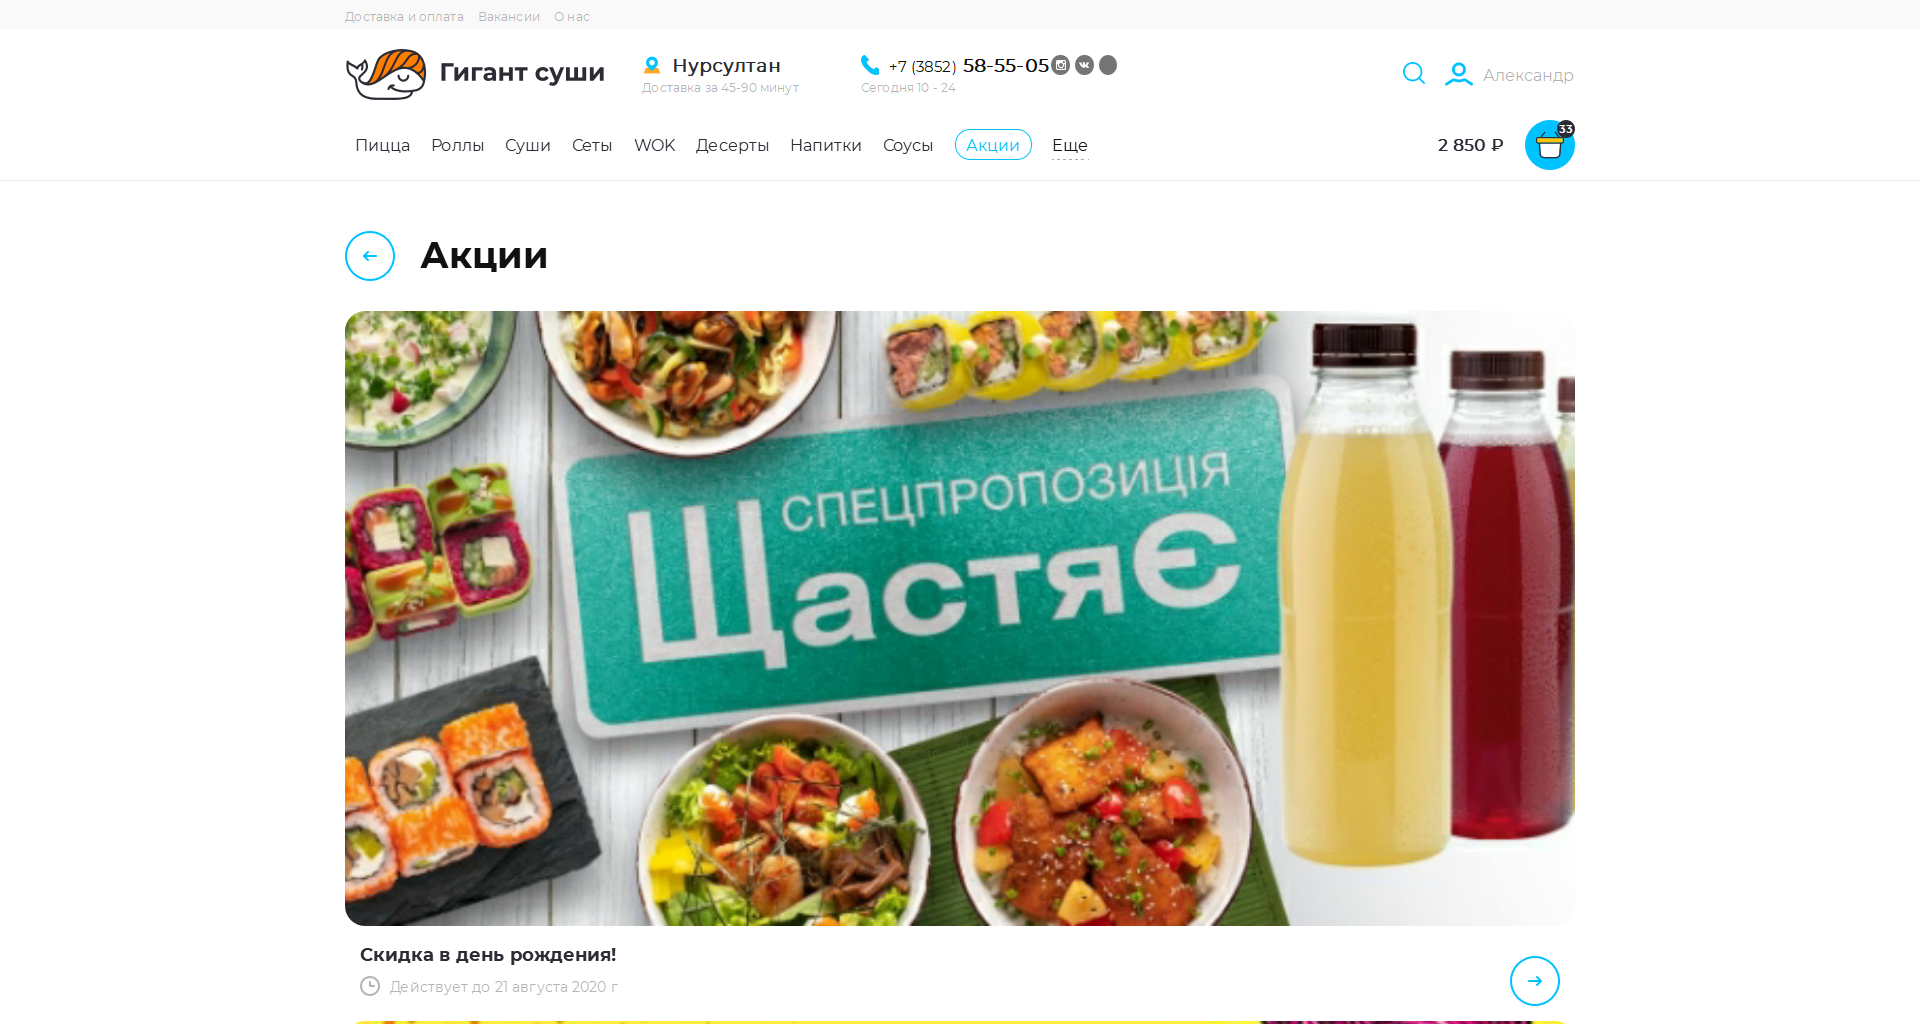 Доставка и оплата Вакансии О нас
Гигант суши
Нурсултан
Доставка за 45-90 минут
+7 (3852) 58-55-05
Сегодня 10 - 24
Александр
Пицца Роллы Суши Сеты WOK Десерты Напитки Соусы Акции Еще
2 850 ₽
33
Акции
СПЕЦПРОПОЗИЦІЯ
ЩастяЄ
Скидка в день рождения!
Действует до 21 августа 2020 г